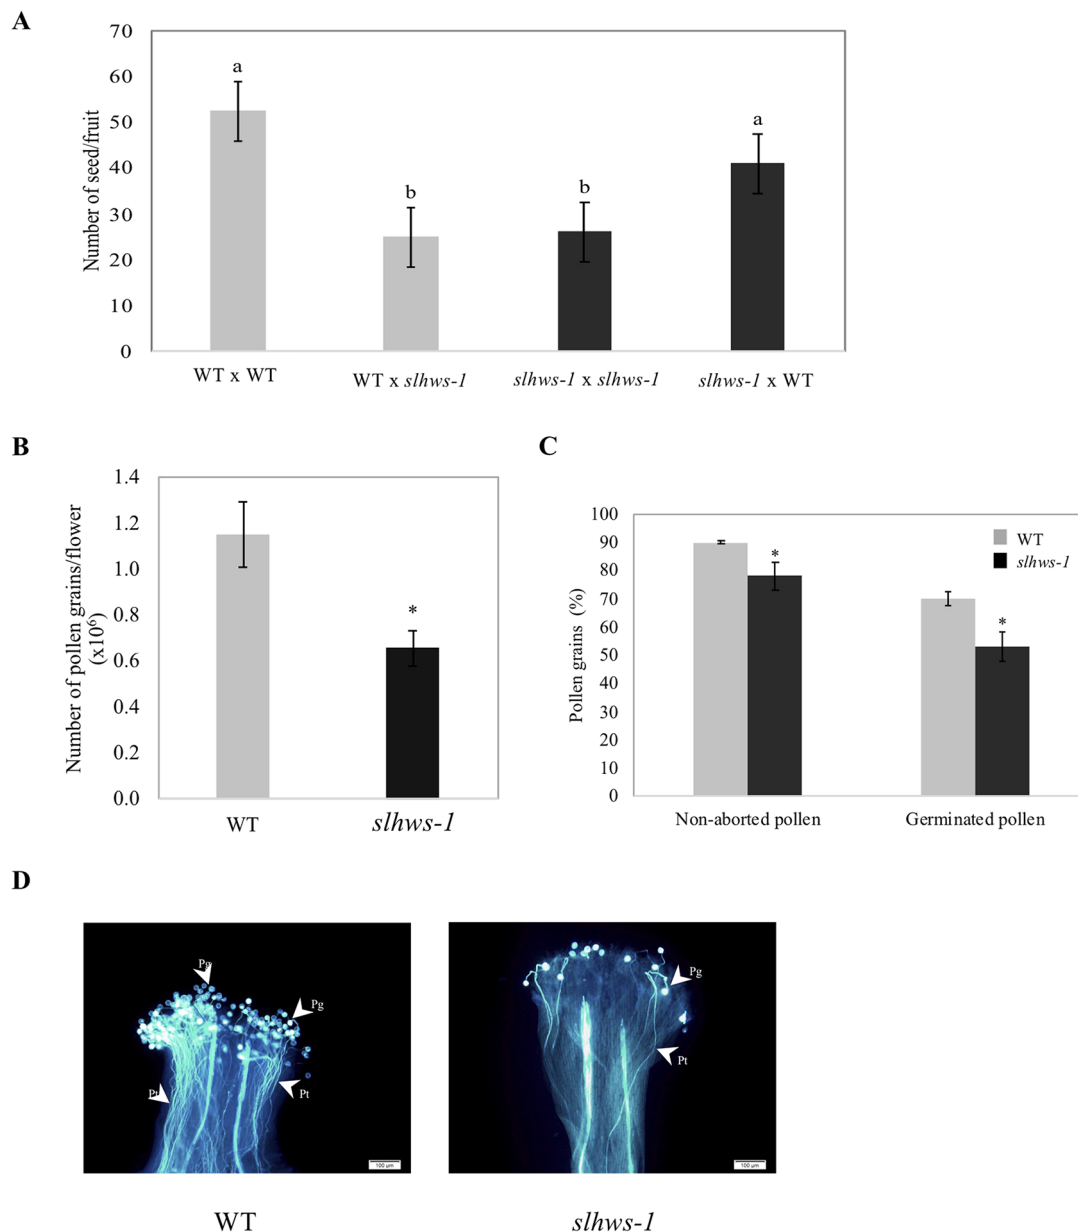 A
70
60
50
40
30
20
10
0
Number of seed/fruit
a
b
b
a
WT x WT
WT x slhws-1
slhws-1 x slhws-1
slhws-1 x WT
B
1.4
1.2
1.0
0.8
0.6
0.4
0.2
0.0
Number of pollen grains/flower
(x10⁶)
*
WT
slhws-1
C
100
90
80
70
60
50
40
30
20
10
0
Pollen grains (%)
WT
slhws-1
*
*
Non-aborted pollen
Germinated pollen
D
Pg
Pg
Pt
Pt
100 µm
WT
Pg
Pt
100 µm
slhws-1